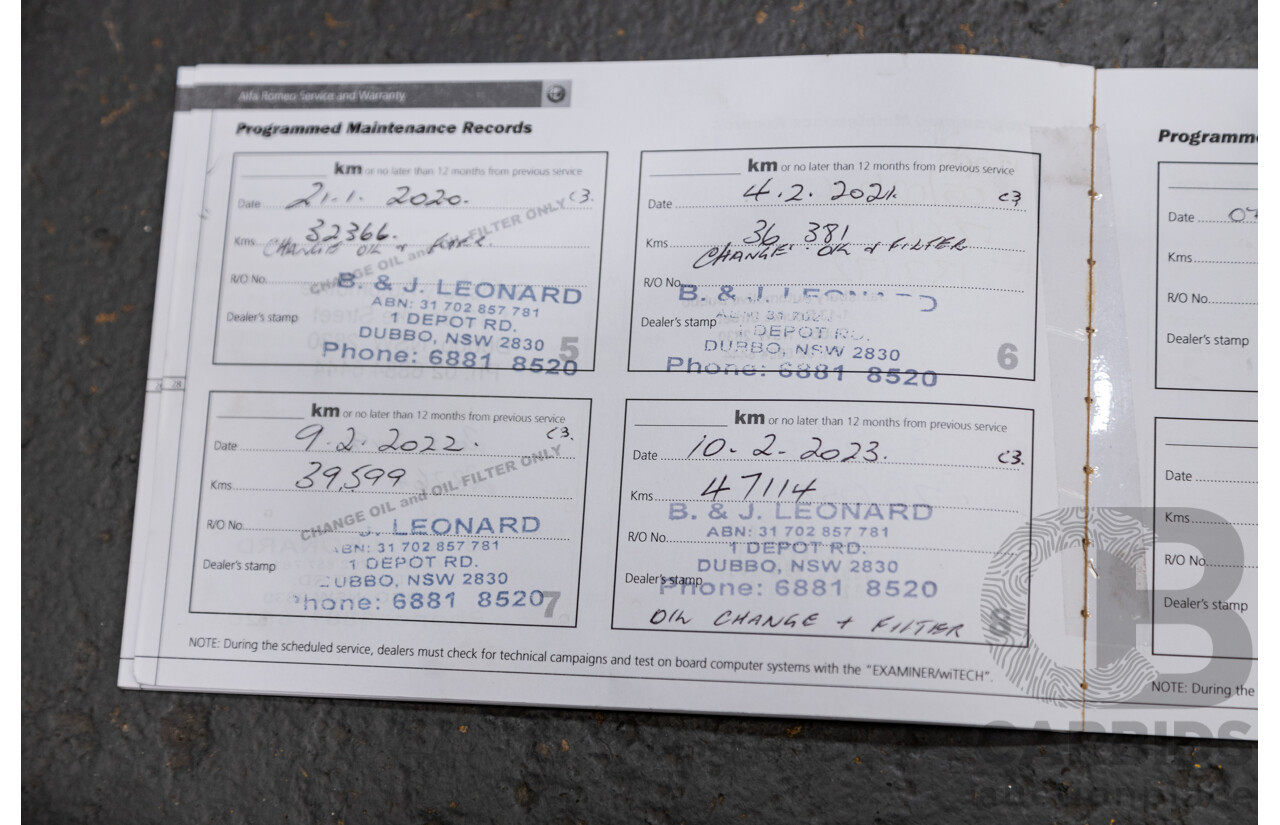 Alfa Romeo Service and Warranty
Programmed Maintenance Records
km or no later than 12 months from previous service
Date 21.1. 2020. C3.
Kms 32366.
CHANGE OIL & FILTER.
CHANGE OIL and OIL FILTER ONLY
R/O No.
B. & J. LEONARD
ABN: 31 702 857 781
1 DEPOT RD.
Dealer's stamp
DUBBO, NSW 2830
Phone: 6881 8520
5
km or no later than 12 months from previous service
Date 4.2. 2021. C3
Kms 36 381
CHANGE OIL & FILTER
R/O No.
B. & J. L
Dealer's stamp
DEPOT RD.
DUBBO, NSW 2830
Phone: 6881 8520
6
km or no later than 12 months from previous service
Date 9.2.2022. C3.
Kms 39,599
CHANGE OIL and OIL FILTER ONLY
R/O No.
J. LEONARD
ABN: 31 702 857 781
Dealer's stamp
1 DEPOT RD.
DUBBO, NSW 2830
Phone: 6881 8520
7
km or no later than 12 months from previous service
Date 10.2-2023. C3.
Kms 47114
B. & J. LEONARD
R/O No.
ABN: 31 702 857 781
1 DEPOT RD.
DUBBO, NSW 2830
Dealer's stamp
Phone: 6881 8520
OIL CHANGE + FILTER
8
NOTE: During the scheduled service, dealers must check for technical campaigns and test on board computer systems with the "EXAMINER/wiTECH".
28
Programme
Date 07
Kms
R/O No.
Dealer's stamp
Date
Kms
R/O No.
Dealer's stamp
NOTE: During the
CARBIDS